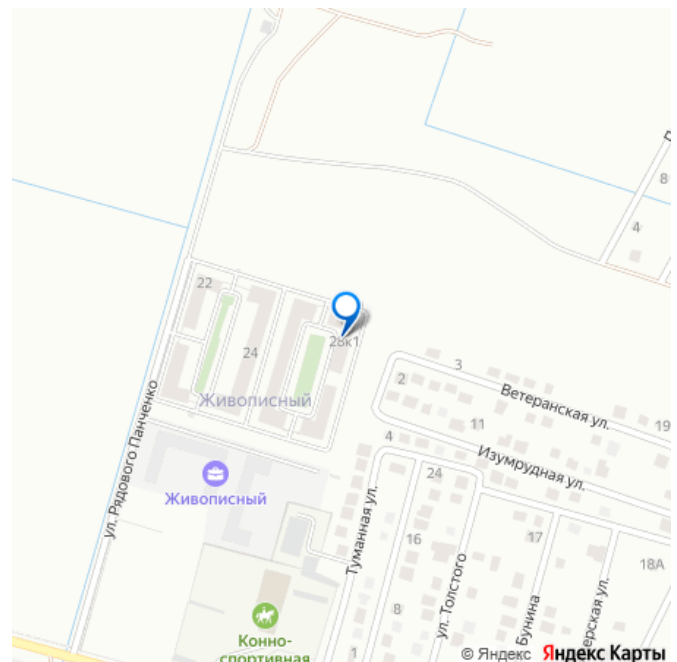 8
4
22
28к1
24
Живописный
ул. Рядового Панченко
3
2
Ветеранская ул.
19
11
4
Изумрудная ул.
24
Живописный
Туманная ул.
16
17
18А
ул. Толстого
8
Бунина
Конно-
спортивная
1
© Яндекс Яндекс Карты